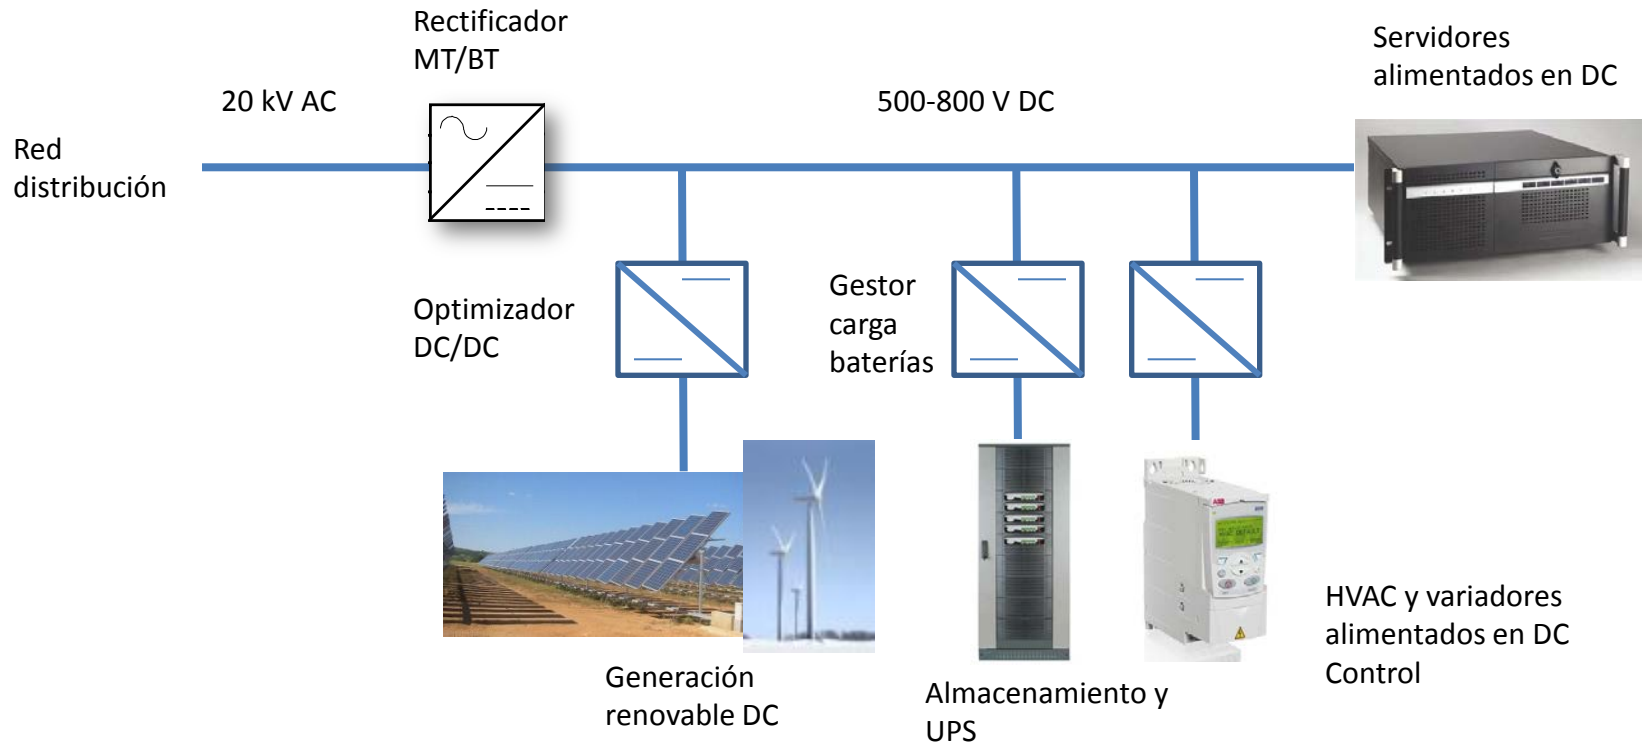 Rectificador
MT/BT
Servidores
alimentados en DC
20 kV AC
500-800 V DC
Red
distribución
Optimizador
DC/DC
Gestor
carga
baterías
ABB
Generación
renovable DC
Almacenamiento y
UPS
HVAC y variadores
alimentados en DC
Control